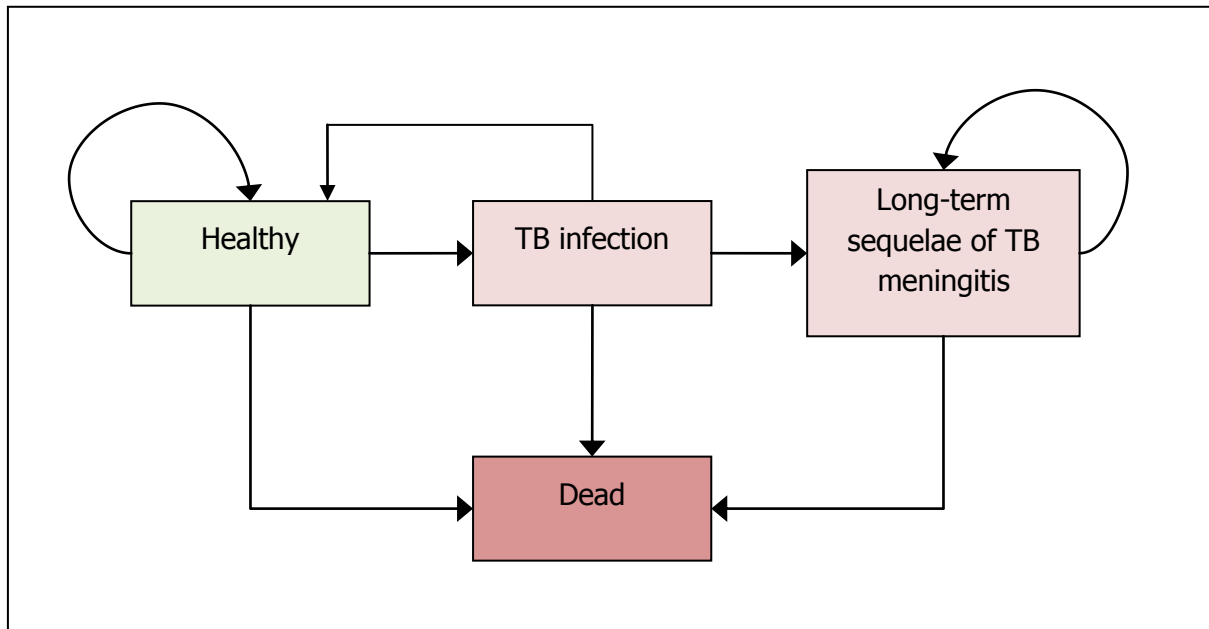 Healthy
TB infection
Long-term
sequelae of TB
meningitis
Dead